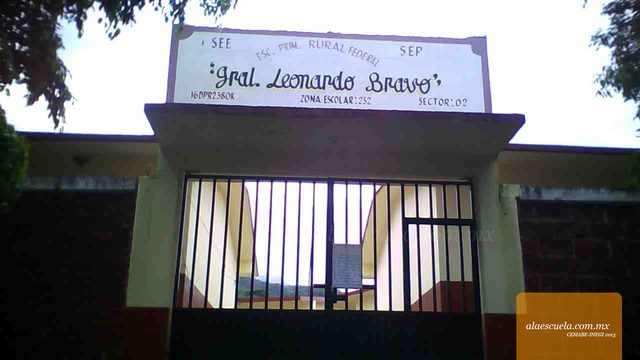 SEE
ESC. PRIM. RURAL FEDERAL
SEP
"Gral. Leonardo Bravo"
16DPR2580K
ZONA ESCOLAR:252
SECTOR:02
alaescuela.com.mx
CEMABE-INEGI 2013